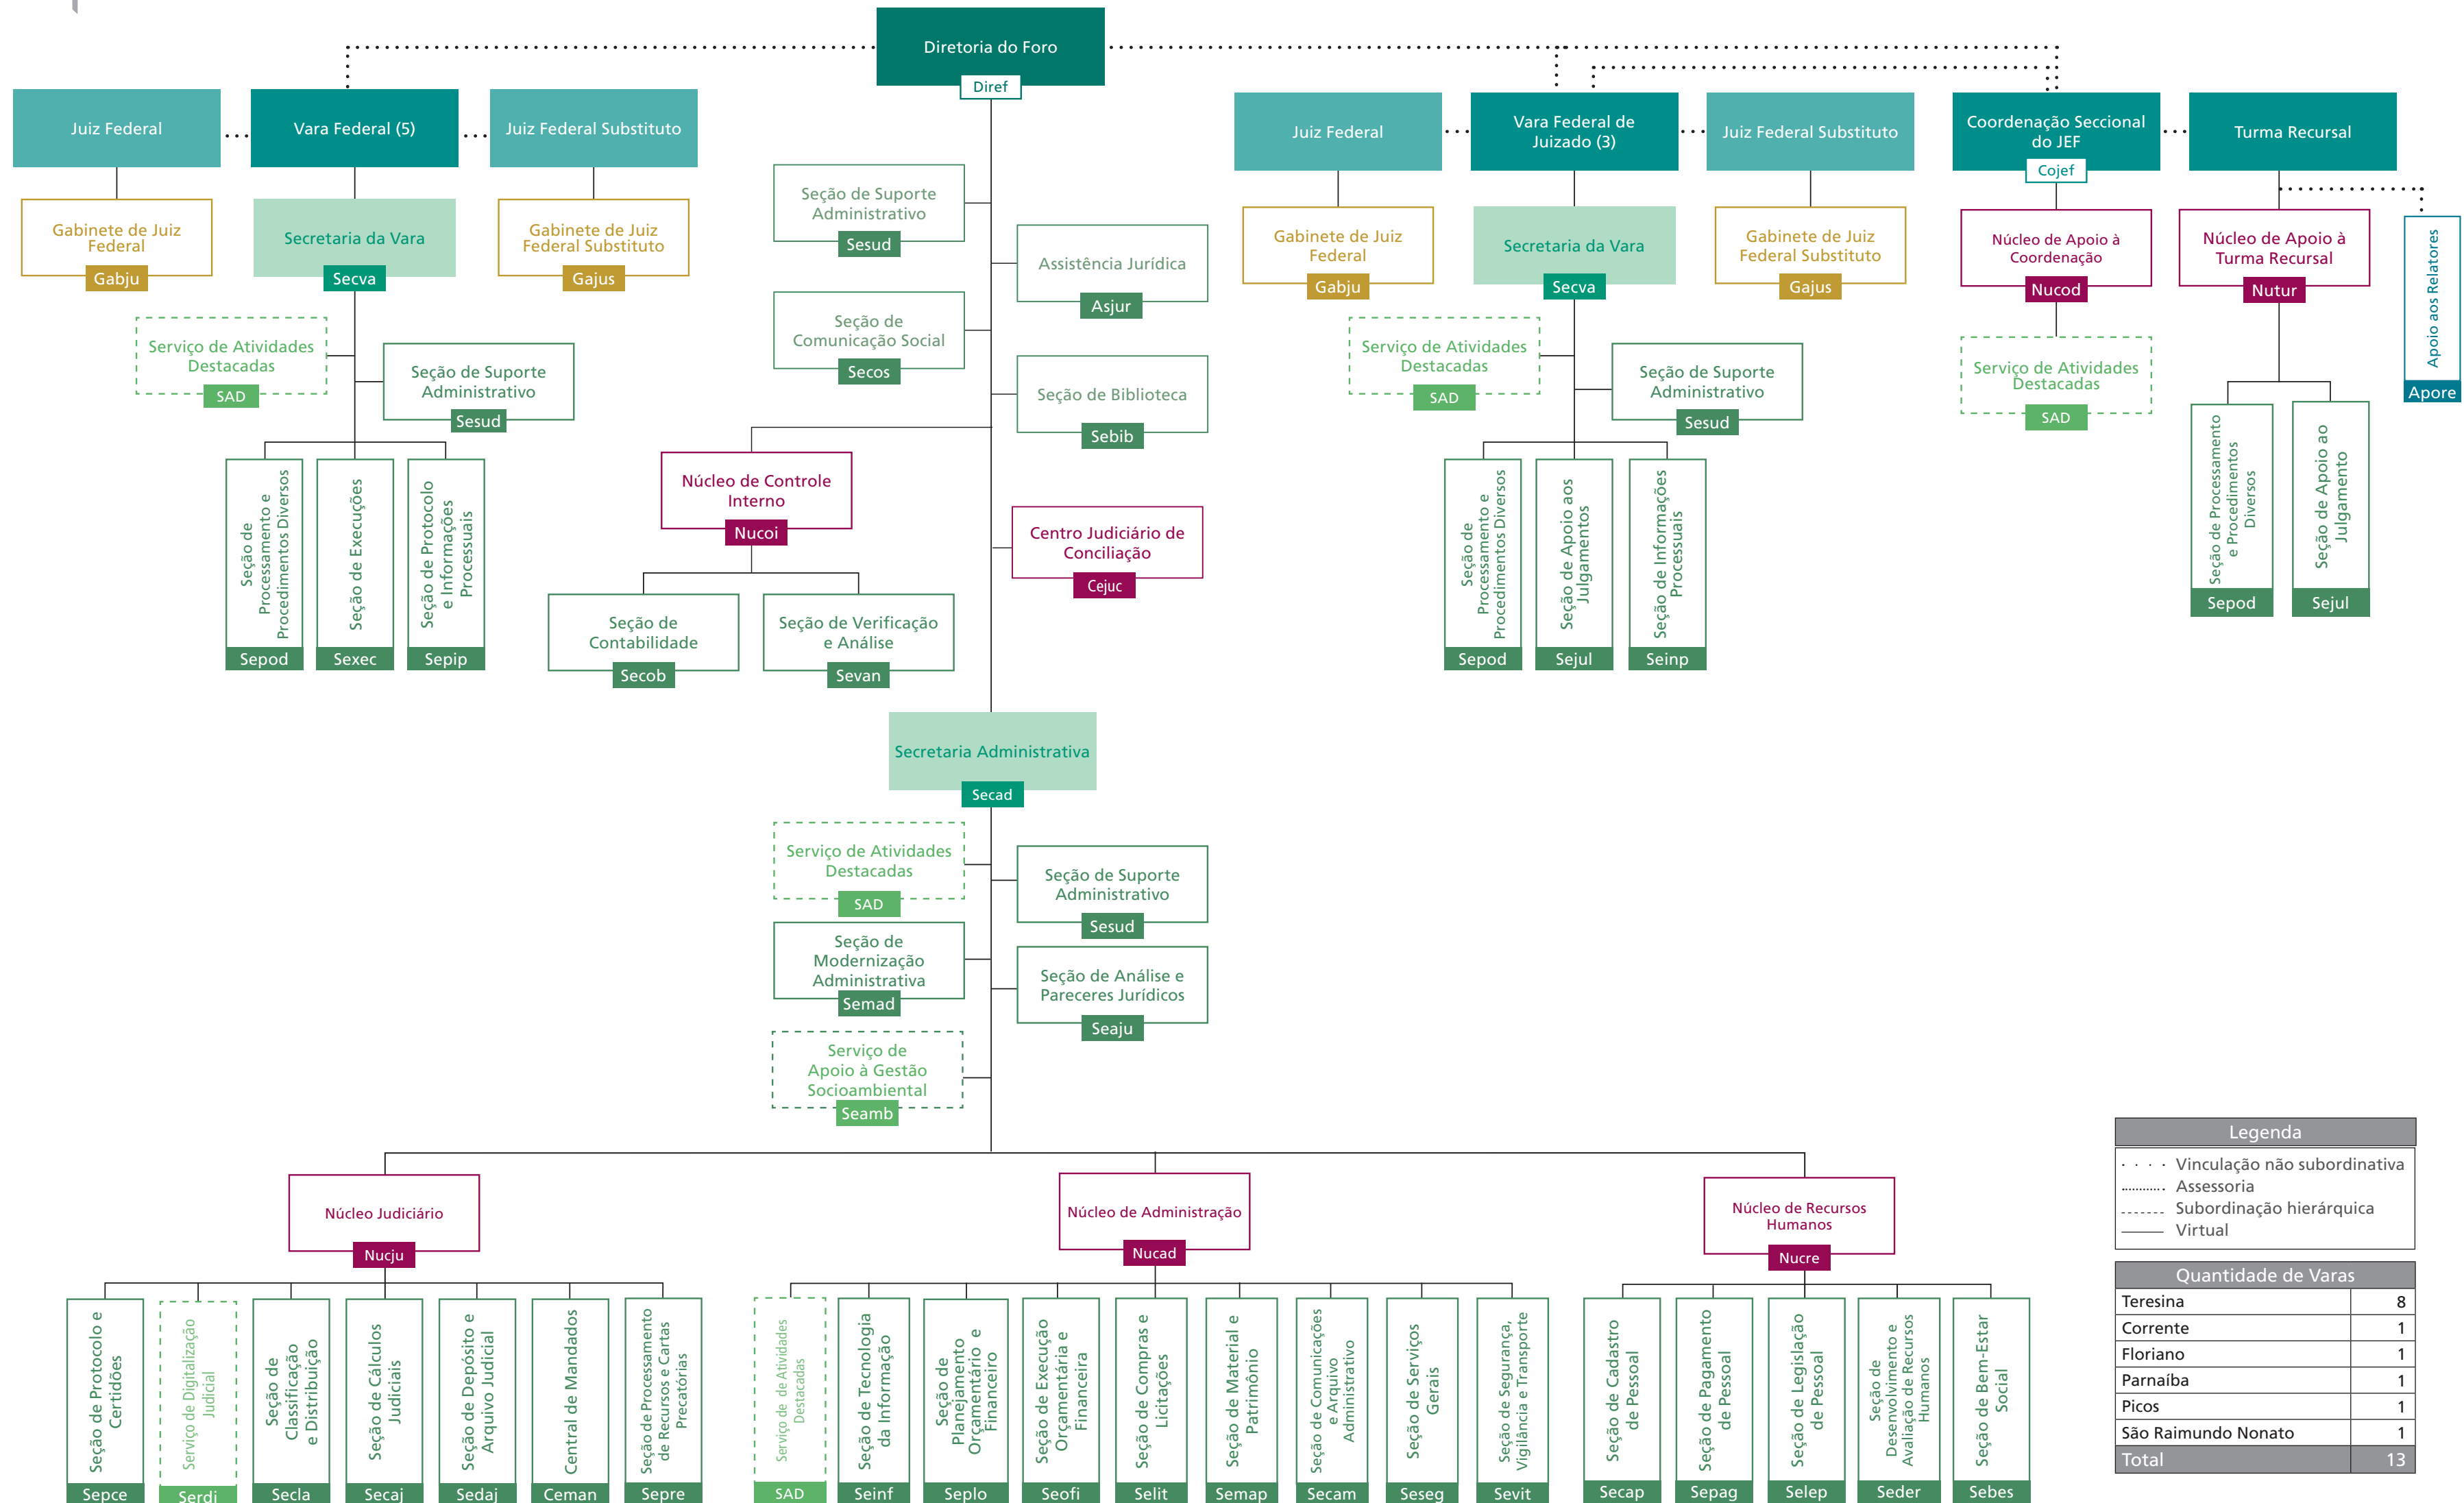 Diretoria do Foro
Diref
Juiz Federal
Vara Federal (5)
Juiz Federal Substituto
Gabinete de Juiz
Federal
Gabju
Secretaria da Vara
Secva
Gabinete de Juiz
Federal Substituto
Gajus
Serviço de Atividades
Destacadas
SAD
Seção de Suporte
Administrativo
Sesud
Seção de
Processamento e
Procedimentos Diversos
Sepod
Seção de Execuções
Sexec
Seção de Protocolo
e Informações
Processuais
Sepip
Seção de Suporte
Administrativo
Sesud
Assistência Jurídica
Asjur
Seção de
Comunicação Social
Secos
Seção de Biblioteca
Sebib
Núcleo de Controle
Interno
Nucoi
Centro Judiciário de
Conciliação
Cejuc
Seção de
Contabilidade
Secob
Seção de Verificação
e Análise
Sevan
Juiz Federal
Vara Federal de
Juizado (3)
Juiz Federal Substituto
Gabinete de Juiz
Federal
Gabju
Secretaria da Vara
Secva
Gabinete de Juiz
Federal Substituto
Gajus
Serviço de Atividades
Destacadas
SAD
Seção de Suporte
Administrativo
Sesud
Seção de
Processamento e
Procedimentos Diversos
Sepod
Seção de Apoio aos
Julgamentos
Sejul
Seção de Informações
Processuais
Seinp
Coordenação Seccional
do JEF
Cojef
Turma Recursal
Núcleo de Apoio à
Coordenação
Nucod
Serviço de Atividades
Destacadas
SAD
Núcleo de Apoio à
Turma Recursal
Nutur
Apoio aos Relatores
Apore
Seção de Processamento
e Procedimentos
Diversos
Sepod
Seção de Apoio ao
Julgamento
Sejul
Secretaria Administrativa
Secad
Serviço de Atividades
Destacadas
SAD
Seção de Suporte
Administrativo
Sesud
Seção de
Modernização
Administrativa
Semad
Seção de Análise e
Pareceres Jurídicos
Seaju
Serviço de
Apoio à Gestão
Socioambiental
Seamb
Núcleo Judiciário
Nucju
Seção de Protocolo e
Certidões
Sepce
Serviço de Digitalização
Judicial
Serdi
Seção de
Classificação
e Distribuição
Secla
Seção de Cálculos
Judiciais
Secaj
Seção de Depósito e
Arquivo Judicial
Sedaj
Central de Mandados
Ceman
Seção de Processamento
de Recursos e Cartas
Precatórias
Sepre
Núcleo de Administração
Nucad
Serviço de Atividades
Destacadas
SAD
Seção de Tecnologia
da Informação
Seinf
Seção de
Planejamento
Orçamentário e
Financeiro
Seplo
Seção de Execução
Orçamentária e
Financeira
Seofi
Seção de Compras e
Licitações
Selit
Seção de Material e
Patrimônio
Semap
Seção de Comunicações
e Arquivo
Administrativo
Secam
Seção de Serviços
Gerais
Seseg
Seção de Segurança,
Vigilância e Transporte
Sevit
Núcleo de Recursos
Humanos
Nucre
Seção de Cadastro
de Pessoal
Secap
Seção de Pagamento
de Pessoal
Sepag
Seção de Legislação
de Pessoal
Selep
Seção de
Desenvolvimento e
Avaliação de Recursos
Humanos
Seder
Seção de Bem-Estar
Social
Sebes
Legenda
Vinculação não subordinativa
Assessoria
Subordinação hierárquica
Virtual
Quantidade de Varas
Teresina 8
Corrente 1
Floriano 1
Parnaíba 1
Picos 1
São Raimundo Nonato 1
Total 13